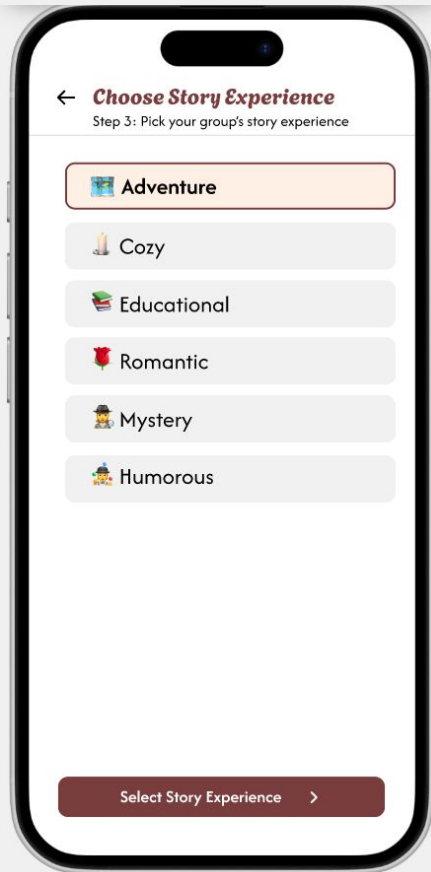 Choose Story Experience
Step 3: Pick your group's story experience
Adventure
Cozy
Educational
Romantic
Mystery
Humorous
Select Story Experience